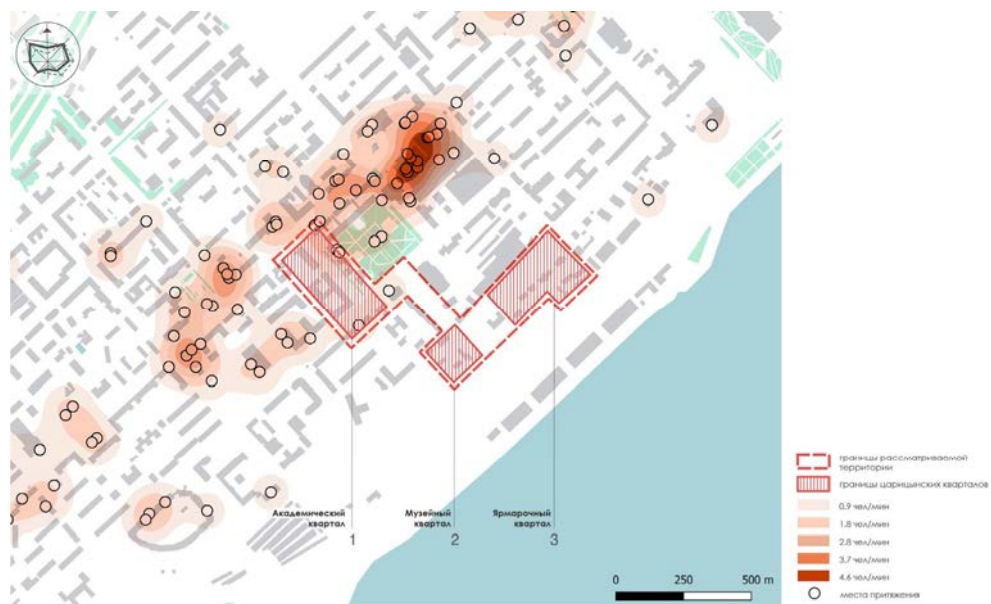 Академический
квартал
1
Музейный
квартал
2
Ярмарочный
квартал
3
0 250 500 m
границы рассматриваемой
территории
границы царицынских кварталов
0.9 чел/мин
1.8 чел/мин
2.8 чел/мин
3.7 чел/мин
4.6 чел/мин
места притяжения